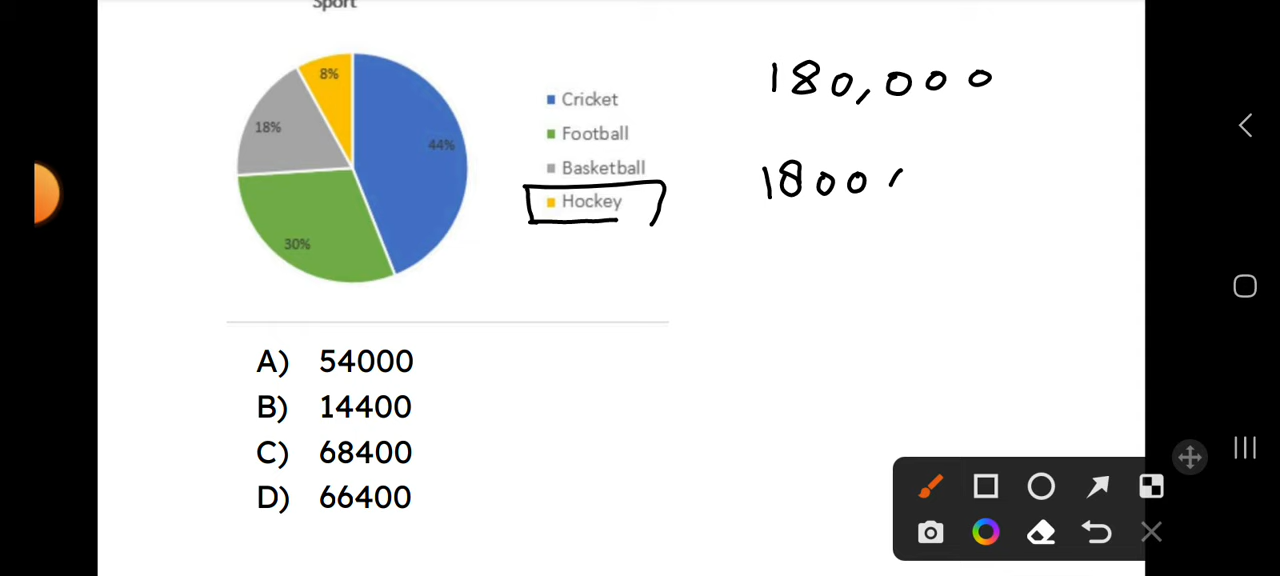 Sport
8%
18%
44%
30%
Cricket
Football
Basketball
Hockey
180,000
1800
A) 54000
B) 14400
C) 68400
D) 66400